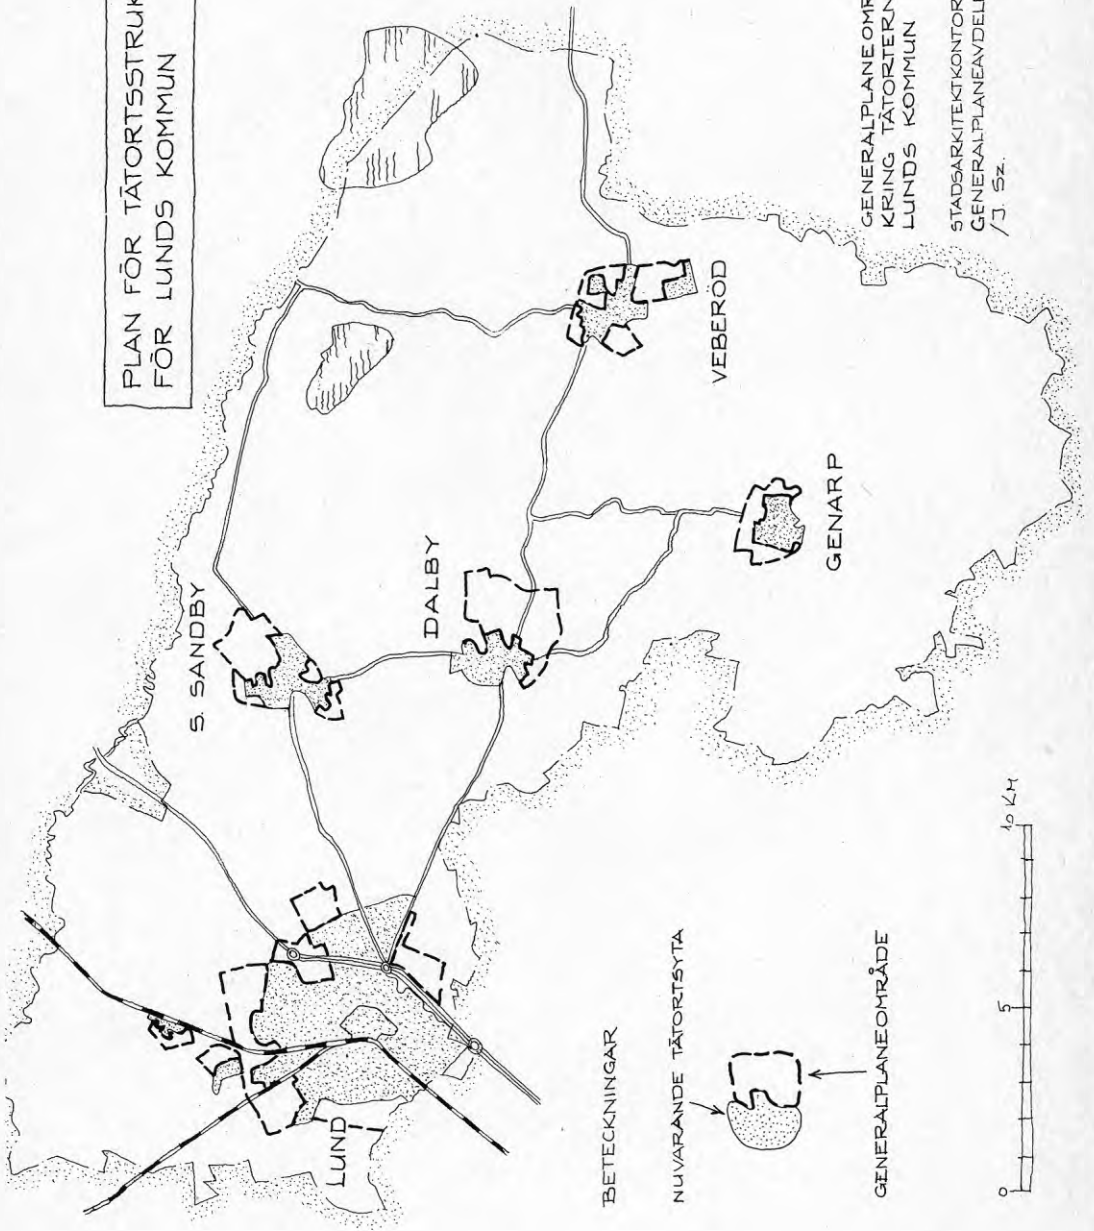 PLAN FÖR TÄTORTSSTRUK
FÖR LUNDS KOMMUN
S. SANDBY
DALBY
VEBERÖD
GENARP
LUND
GENERALPLANEOMR
KRING TÄTORTERN
LUNDS KOMMUN
STADSARKITEKTKONTOR
GENERALPLANEAVDEL
/J. Sz.
BETECKNINGAR
NUVARANDE TÄTORTSYTA
GENERALPLANEOMRÅDE
0 5 10 KM